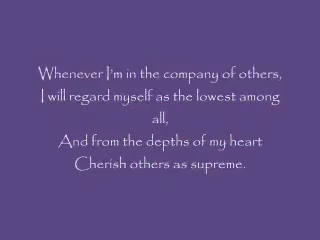 Whenever I'm in the company of others,
I will regard myself as the lowest among
all,
And from the depths of my heart
Cherish others as supreme.